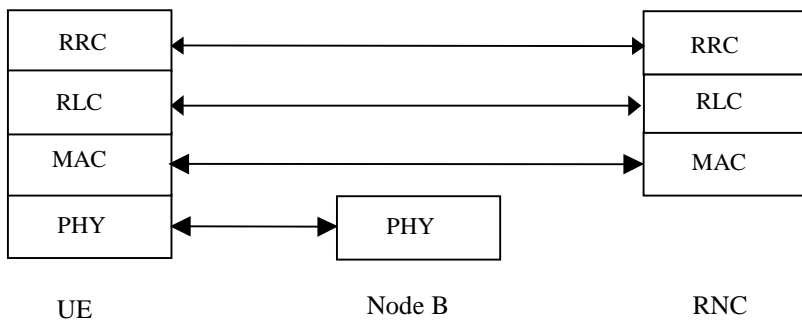 RRC RRC
RLC RLC
MAC MAC
PHY PHY
UE Node B RNC